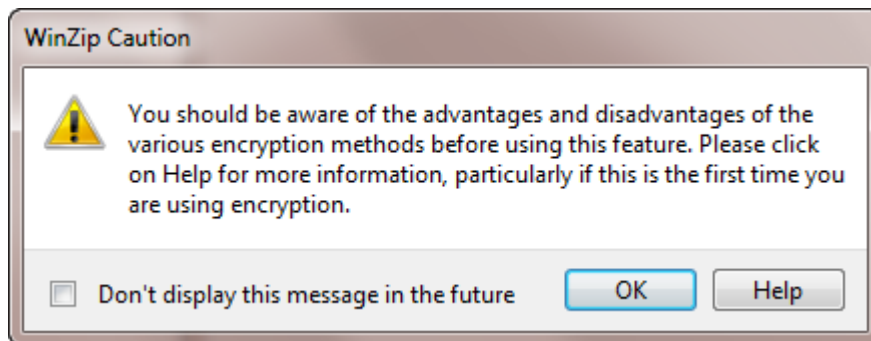 WinZip Caution
You should be aware of the advantages and disadvantages of the
various encryption methods before using this feature. Please click
on Help for more information, particularly if this is the first time you
are using encryption.
Don't display this message in the future
OK
Help